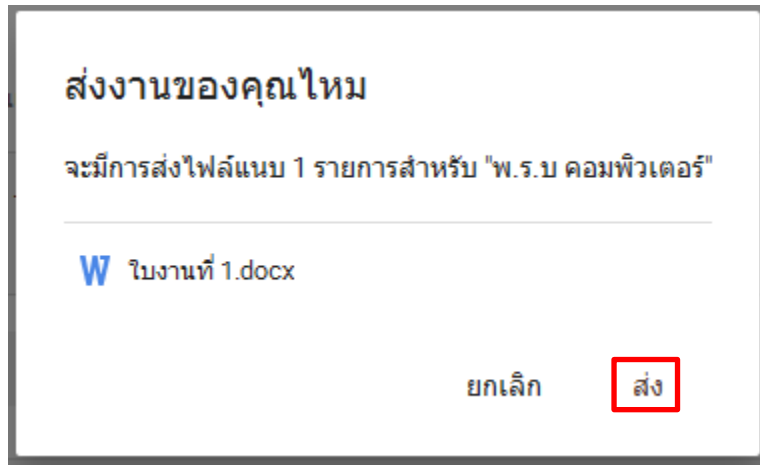 ส่งงานของคุณไหม
จะมีการส่งไฟล์แนบ 1 รายการสำหรับ "พ.ร.บ คอมพิวเตอร์"
W ใบงานที่ 1.docx
ยกเลิก ส่ง